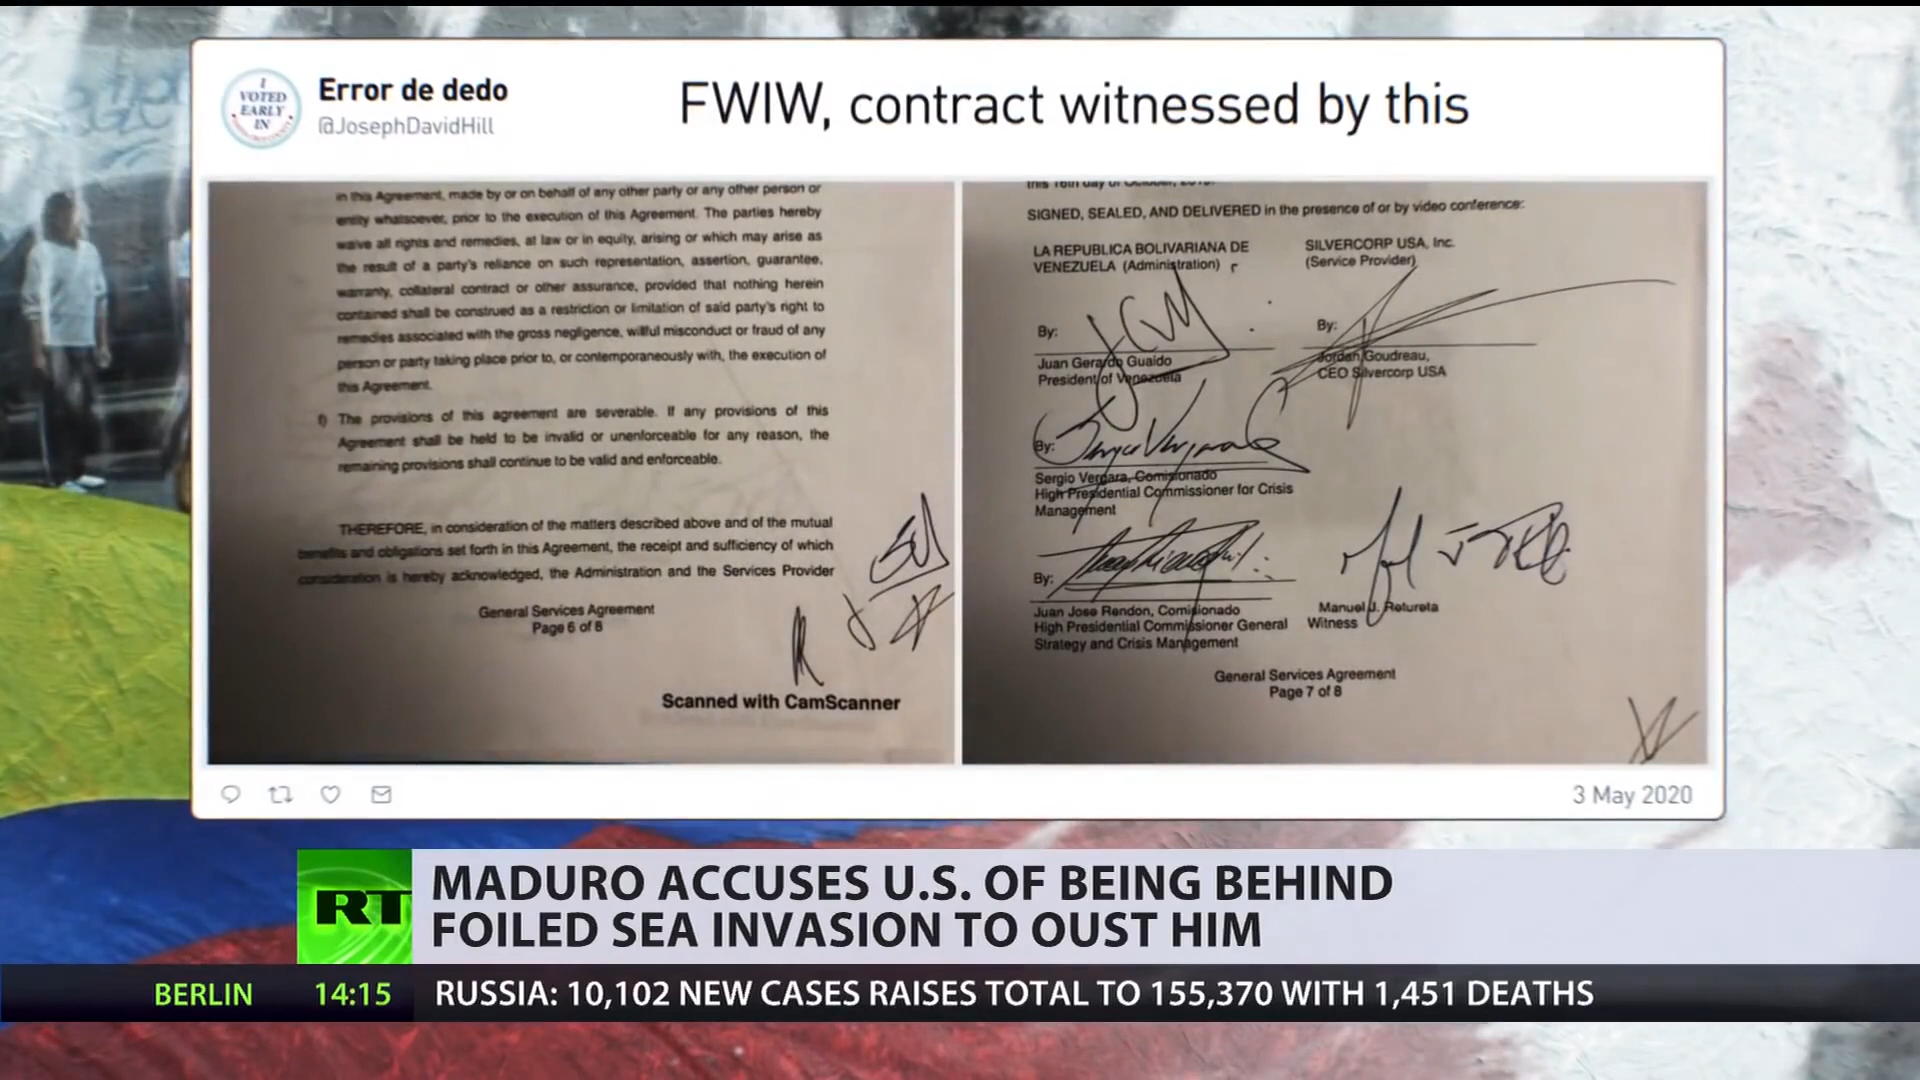 I
VOTED
EARLY
IN
Error de dedo
@JosephDavidHill
FWIW, contract witnessed by this
in this Agreement, made by or on behalf of any other party or any other person or
entity whatsoever, prior to the execution of this Agreement. The parties hereby
waive all rights and remedies, at law or in equity, arising or which may arise as
the result of a party's reliance on such representation, assertion, guarantee,
warranty, collateral contract or other assurance, provided that nothing herein
contained shall be construed as a restriction or limitation of said party's right to
remedies associated with the gross negligence, willful misconduct or fraud of any
person or party taking place prior to, or contemporaneously with, the execution of
this Agreement.
f) The provisions of this agreement are severable. If any provisions of this
Agreement shall be held to be invalid or unenforceable for any reason, the
remaining provisions shall continue to be valid and enforceable.
THEREFORE, in consideration of the matters described above and of the mutual
benefits and obligations set forth in this Agreement, the receipt and sufficiency of which
consideration is hereby acknowledged, the Administration and the Services Provider
General Services Agreement
Page 6 of 8
Scanned with CamScanner
this 16th day of October,
SIGNED, SEALED, AND DELIVERED in the presence of or by video conference:
LA REPUBLICA BOLIVARIANA DE
VENEZUELA (Administration)
SILVERCORP USA, Inc.
(Service Provider)
By:
Juan Gerardo Guaido
President of Venezuela
By:
Jordan Goudreau,
CEO Silvercorp USA
By:
Sergio Vergara, Comisionado
High Presidential Commissioner for Crisis
Management
By:
Juan Jose Rendon, Comisionado
High Presidential Commissioner General
Strategy and Crisis Management
Manuel J. Retureta
Witness
General Services Agreement
Page 7 of 8
3 May 2020
RT
MADURO ACCUSES U.S. OF BEING BEHIND
FOILED SEA INVASION TO OUST HIM
BERLIN 14:15 RUSSIA: 10,102 NEW CASES RAISES TOTAL TO 155,370 WITH 1,451 DEATHS